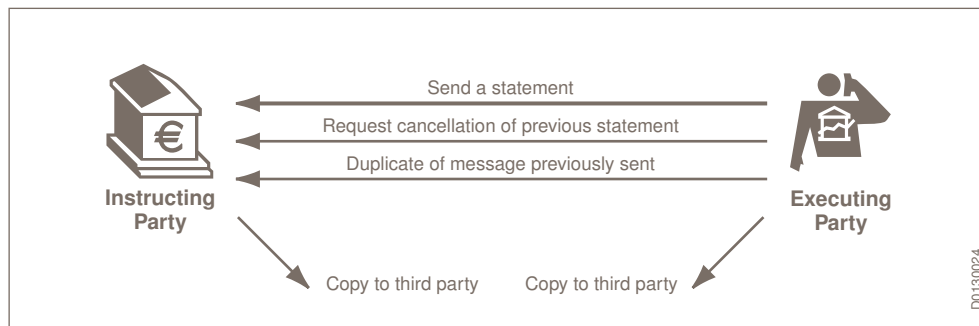 Send a statement
Request cancellation of previous statement
Duplicate of message previously sent
€
Instructing
Party
Executing
Party
Copy to third party
Copy to third party
D0130024